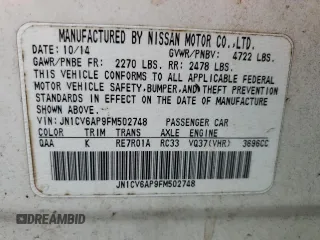 MANUFACTURED BY NISSAN MOTOR CO.,LTD.
DATE: 10/14 GVWR/PNBV: 4722 LBS.
GAWR/PNBE FR: 2270 LBS. RR: 2478 LBS.
THIS VEHICLE CONFORMS TO ALL APPLICABLE FEDERAL
MOTOR VEHICLE SAFETY,BUMPER,AND THEFT PREVENTION
STANDARDS IN EFFECT ON THE DATE OF MANUFACTURE
SHOWN ABOVE.
VIN: JN1CV6AP9FM502748 PASSENGER CAR
COLOR TRIM TRANS AXLE ENGINE
QAA K RE7R01A RC33 VQ37(VHR) 3696CC
JN1CV6AP9FM502748
DREAMBID